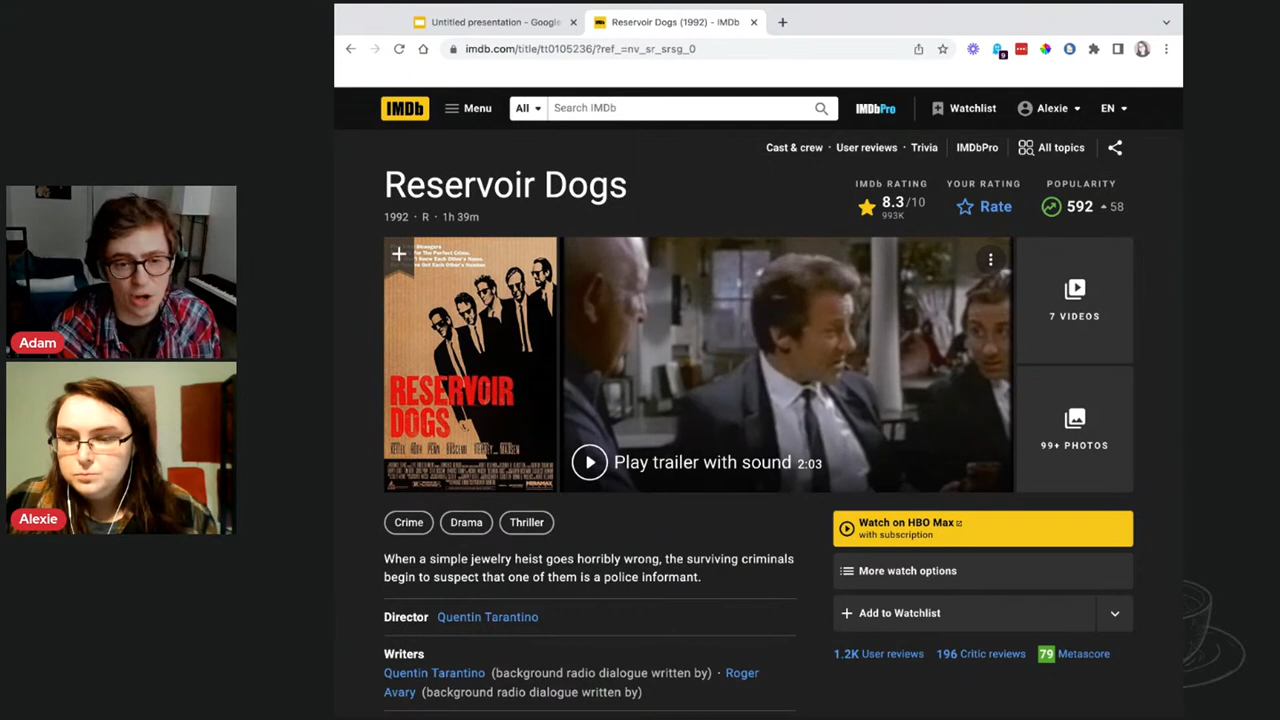 Untitled presentation - Google
Reservoir Dogs (1992) - IMDb
imdb.com/title/tt0105236/?ref_=nv_sr_srsg_0
9
IMDb
Menu
All
Search IMDb
IMDbPro
Watchlist
Alexie
EN
Cast & crew · User reviews · Trivia
IMDbPro
All topics
Reservoir Dogs
1992 · R · 1h 39m
IMDb RATING
8.3/10
993K
YOUR RATING
Rate
POPULARITY
592
58
For The Perfect Crime.
RESERVOIR
DOGS
MIRAMAX
Play trailer with sound 2:03
7 VIDEOS
99+ PHOTOS
Adam
Alexie
Crime
Drama
Thriller
When a simple jewelry heist goes horribly wrong, the surviving criminals
begin to suspect that one of them is a police informant.
Director Quentin Tarantino
Writers
Quentin Tarantino (background radio dialogue written by) · Roger
Avary (background radio dialogue written by)
Watch on HBO Max
with subscription
More watch options
+ Add to Watchlist
1.2K User reviews
196 Critic reviews
79 Metascore